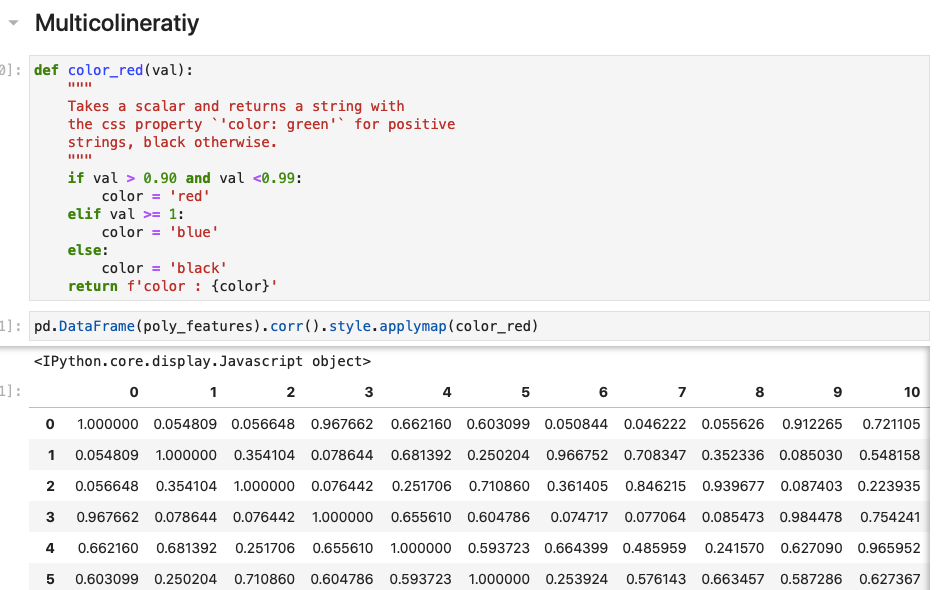 Multicolineratiy
0]: def color_red(val):
"""
Takes a scalar and returns a string with
the css property `'color: green'` for positive
strings, black otherwise.
"""
if val > 0.90 and val <0.99:
color = 'red'
elif val >= 1:
color = 'blue'
else:
color = 'black'
return f'color : {color}'
1]: pd.DataFrame(poly_features).corr().style.applymap(color_red)
<IPython.core.display.Javascript object>
1]: 0 1 2 3 4 5 6 7 8 9 10
0 1.000000 0.054809 0.056648 0.967662 0.662160 0.603099 0.050844 0.046222 0.055626 0.912265 0.721105
1 0.054809 1.000000 0.354104 0.078644 0.681392 0.250204 0.966752 0.708347 0.352336 0.085030 0.548158
2 0.056648 0.354104 1.000000 0.076442 0.251706 0.710860 0.361405 0.846215 0.939677 0.087403 0.223935
3 0.967662 0.078644 0.076442 1.000000 0.655610 0.604786 0.074717 0.077064 0.085473 0.984478 0.754241
4 0.662160 0.681392 0.251706 0.655610 1.000000 0.593723 0.664399 0.485959 0.241570 0.627090 0.965952
5 0.603099 0.250204 0.710860 0.604786 0.593723 1.000000 0.253924 0.576143 0.663457 0.587286 0.627367